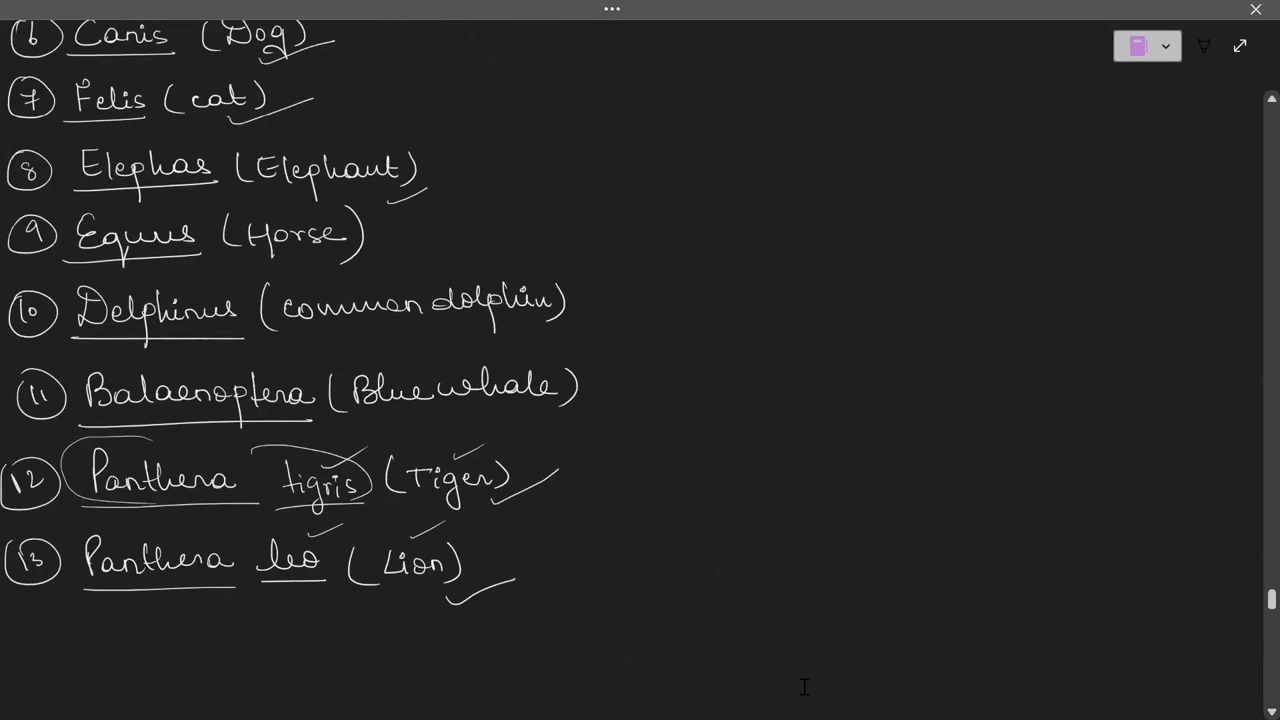 (6) Canis (Dog)
(7) Felis (cat)
(8) Elephas (Elephant)
(9) Equus (Horse)
(10) Delphinus (common dolphin)
(11) Balaenoptera (Blue whale)
(12) Panthera tigris (Tiger)
(13) Panthera leo (Lion)